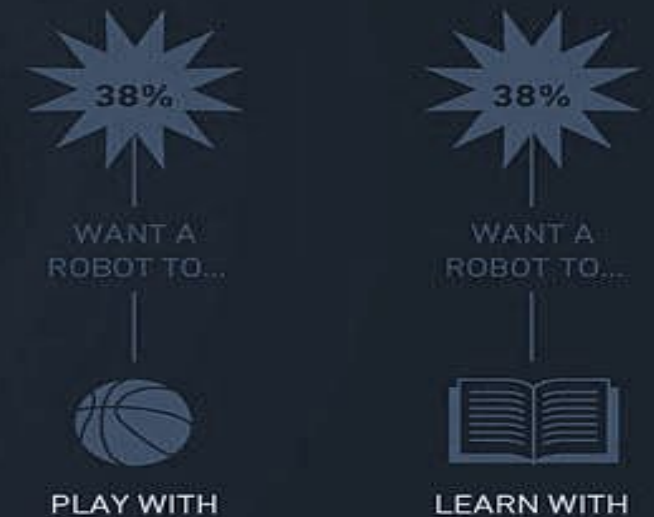 38%
WANT A
ROBOT TO...
PLAY WITH
38%
WANT A
ROBOT TO...
LEARN WITH